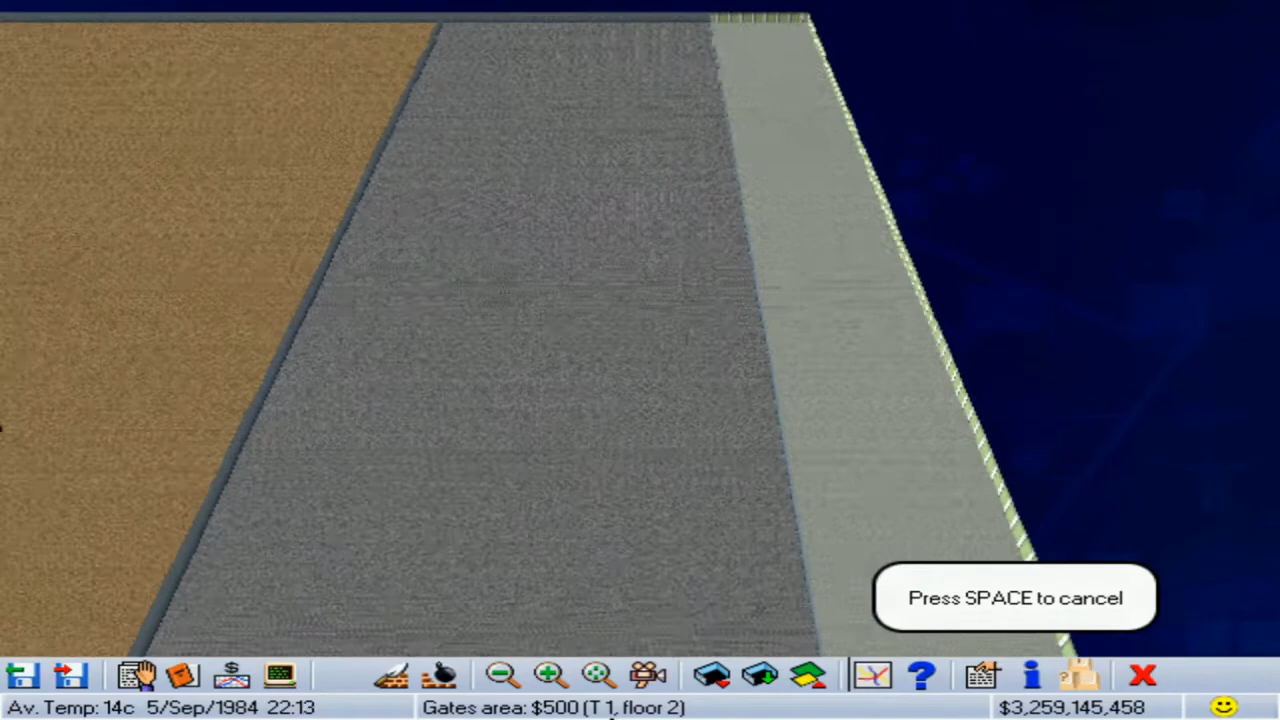 Press SPACE to cancel
Av. Temp: 14c 5/Sep/1984 22:13
Gates area: $500 (T 1, floor 2)
$3,259,145,458